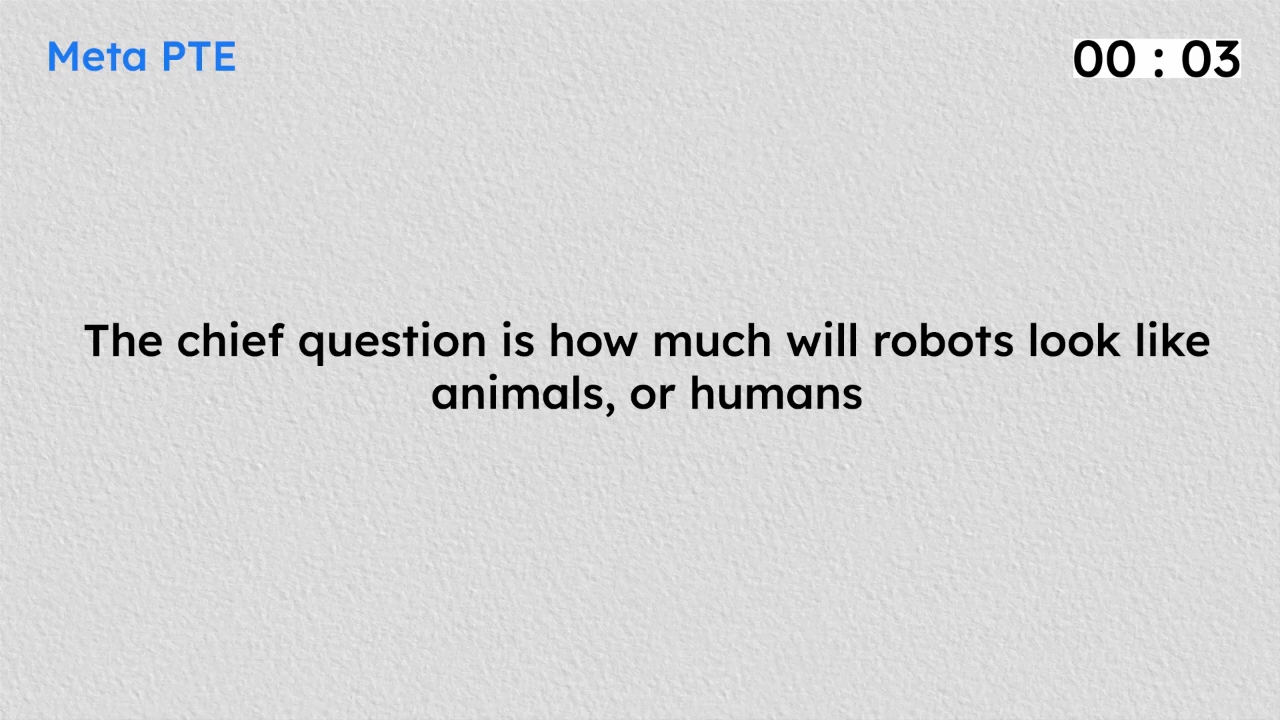 Meta PTE
00 : 03
The chief question is how much will robots look like
animals, or humans